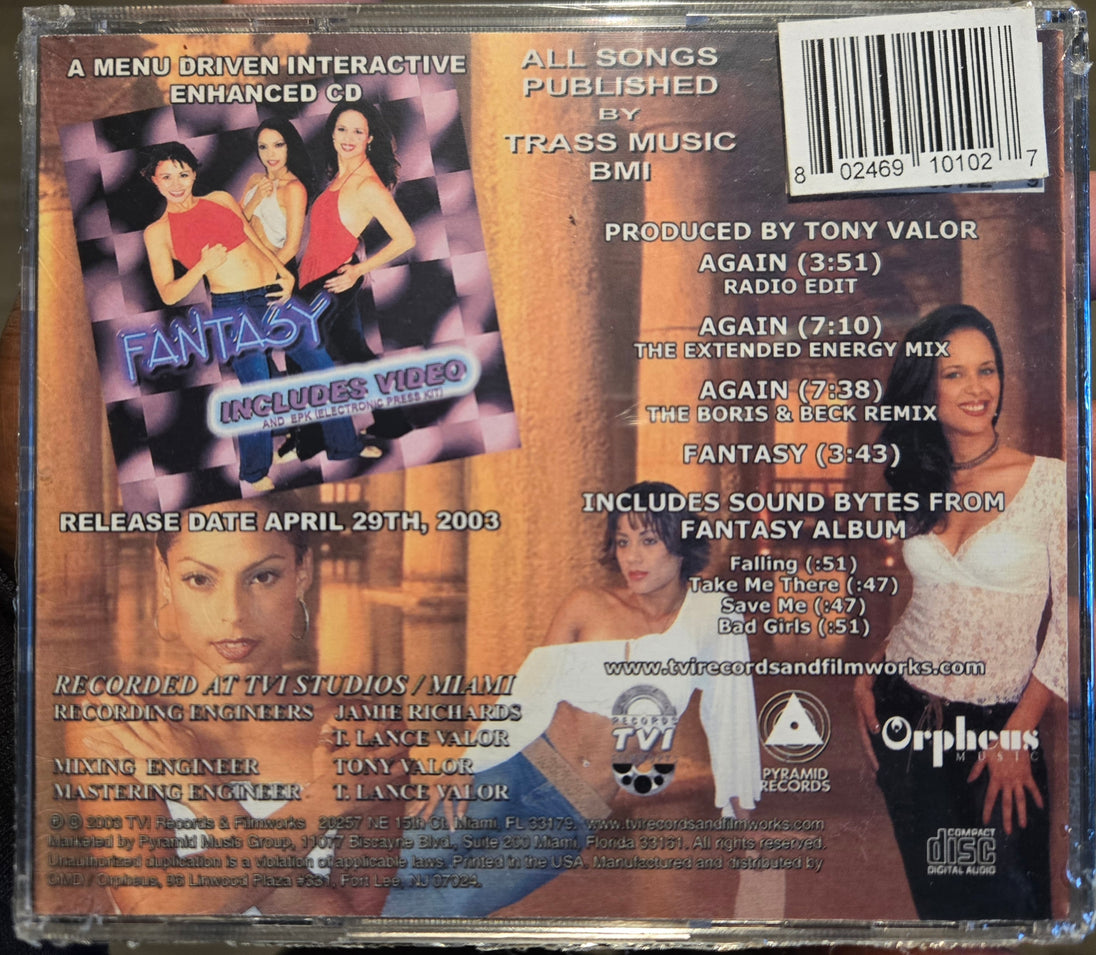 A MENU DRIVEN INTERACTIVE
ENHANCED CD
FANTASY
INCLUDES VIDEO
AND EPK (ELECTRONIC PRESS KIT)
RELEASE DATE APRIL 29TH, 2003
ALL SONGS
PUBLISHED
BY
TRASS MUSIC
BMI
8 02469 10102 7
PRODUCED BY TONY VALOR
AGAIN (3:51)
RADIO EDIT
AGAIN (7:10)
THE EXTENDED ENERGY MIX
AGAIN (7:38)
THE BORIS & BECK REMIX
FANTASY (3:43)
INCLUDES SOUND BYTES FROM
FANTASY ALBUM
Falling (:51)
Take Me There (:47)
Save Me (:47)
Bad Girls (:51)
www.tvirecordsandfilmworks.com
RECORDED AT TVI STUDIOS / MIAMI
RECORDING ENGINEERS JAMIE RICHARDS
T. LANCE VALOR
MIXING ENGINEER TONY VALOR
MASTERING ENGINEER T. LANCE VALOR
RECORDS
TVI
PYRAMID
RECORDS
Orpheus
MUSIC
℗ © 2003 TVI Records & Filmworks 20257 NE 15th Ct. Miami, FL 33179. www.tvirecordsandfilmworks.com
Marketed by Pyramid Music Group, 11077 Biscayne Blvd., Suite 200 Miami, Florida 33161. All rights reserved.
Unauthorized duplication is a violation of applicable laws. Printed in the USA. Manufactured and distributed by
/ Orpheus, 96 Linwood Plaza Fort Lee, NJ 07024.
COMPACT
disc
DIGITAL AUDIO